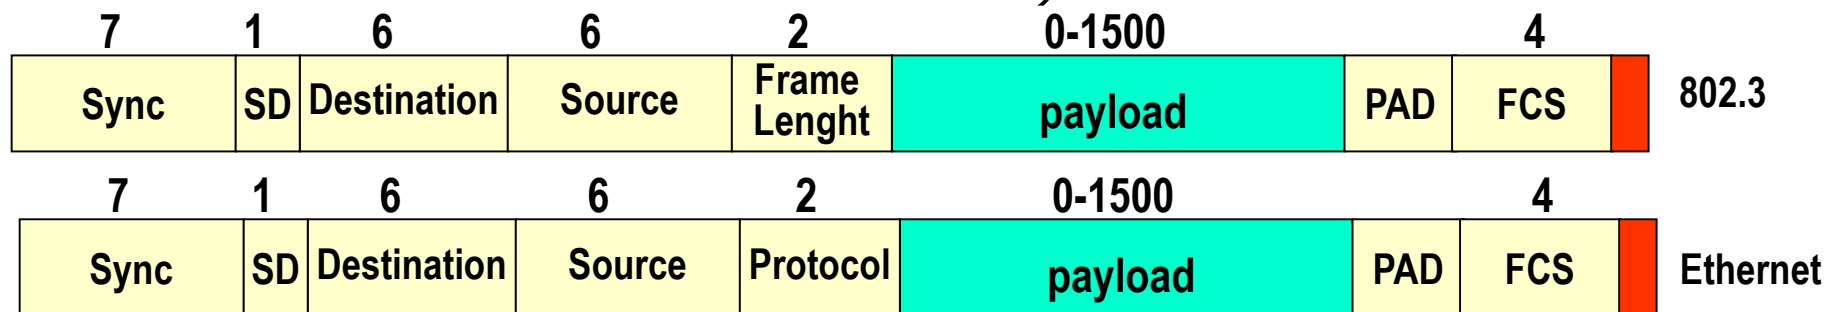 7 1 6 6 2 0-1500 4
Sync SD Destination Source Frame Lenght payload PAD FCS 802.3
7 1 6 6 2 0-1500 4
Sync SD Destination Source Protocol payload PAD FCS Ethernet